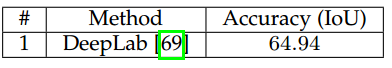 # Method Accuracy (IoU)
1 DeepLab [69] 64.94